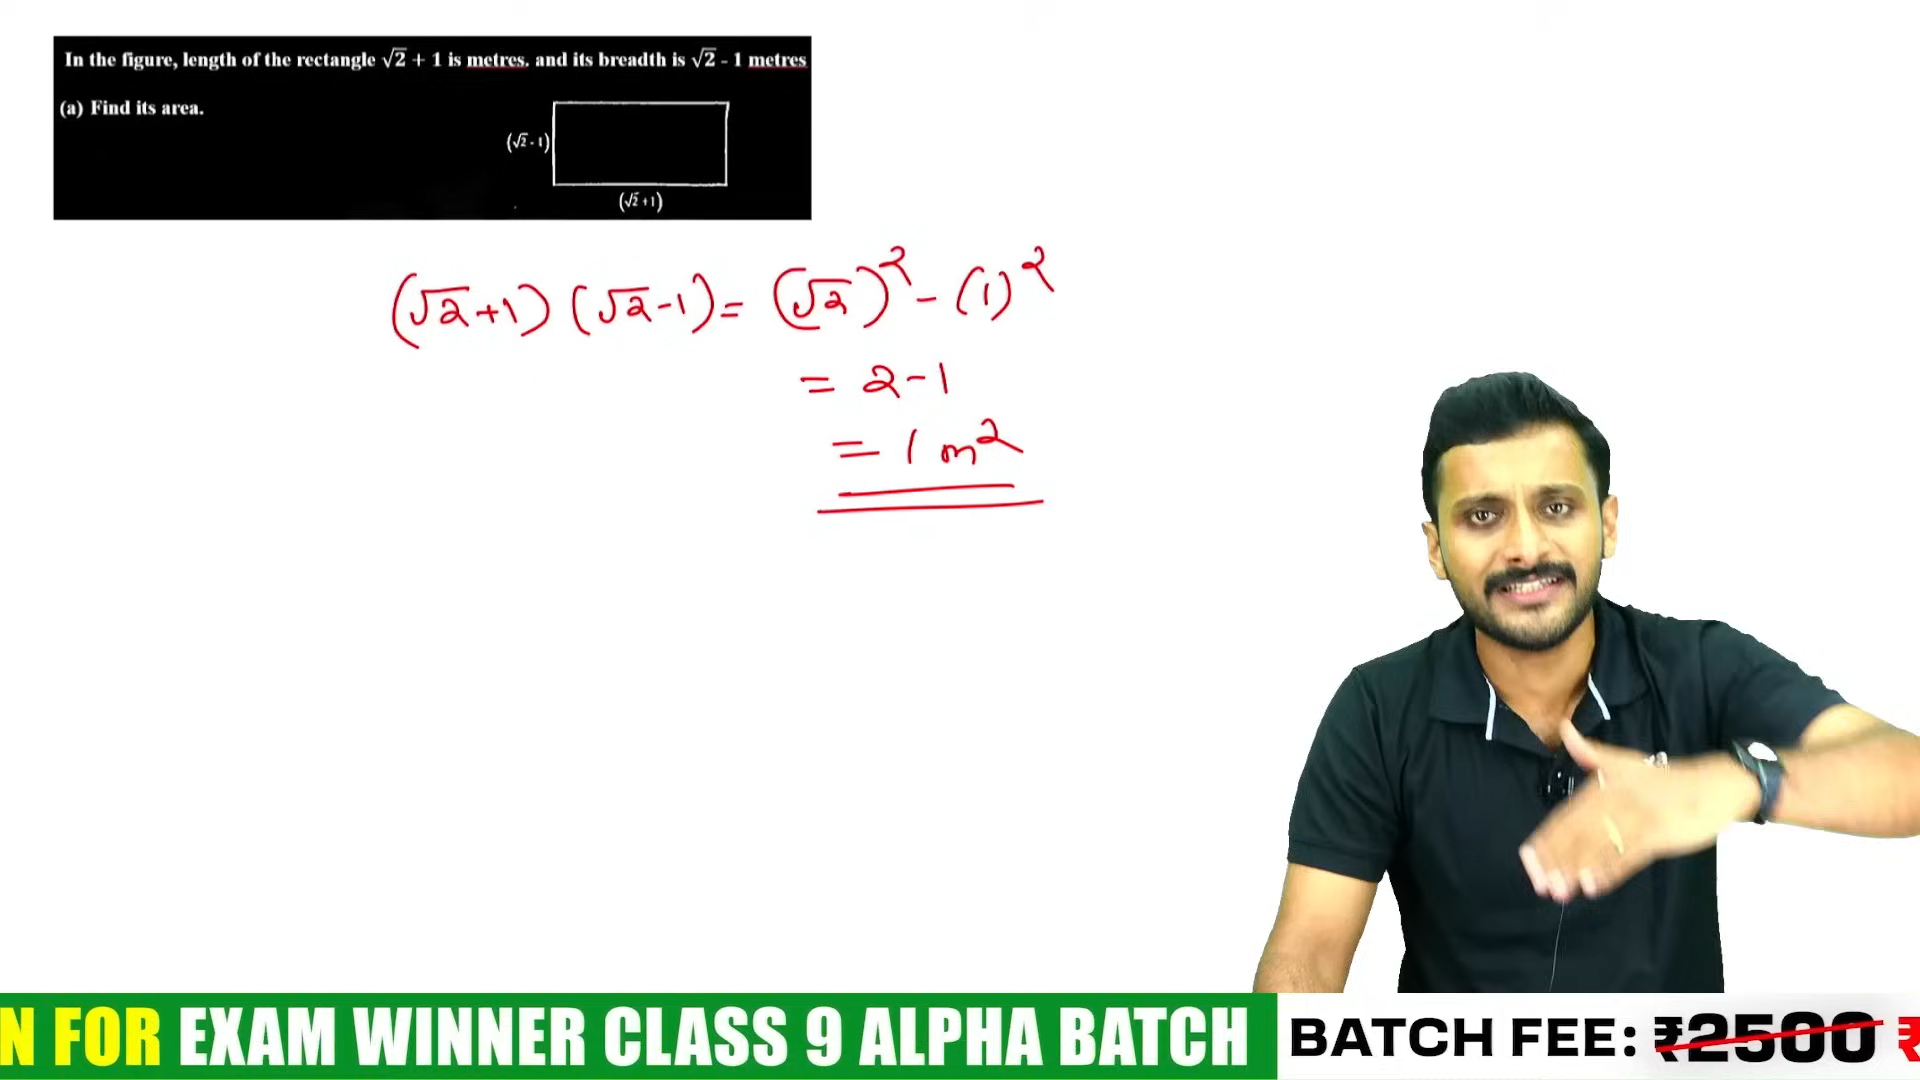 In the figure, length of the rectangle √2 + 1 is metres. and its breadth is √2 - 1 metres
(a) Find its area.
(√2 - 1)
(√2 + 1)
(√2+1) (√2-1) = (√2)² - (1)²
= 2-1
= 1 m²
N FOR EXAM WINNER CLASS 9 ALPHA BATCH BATCH FEE: ₹2500 ₹